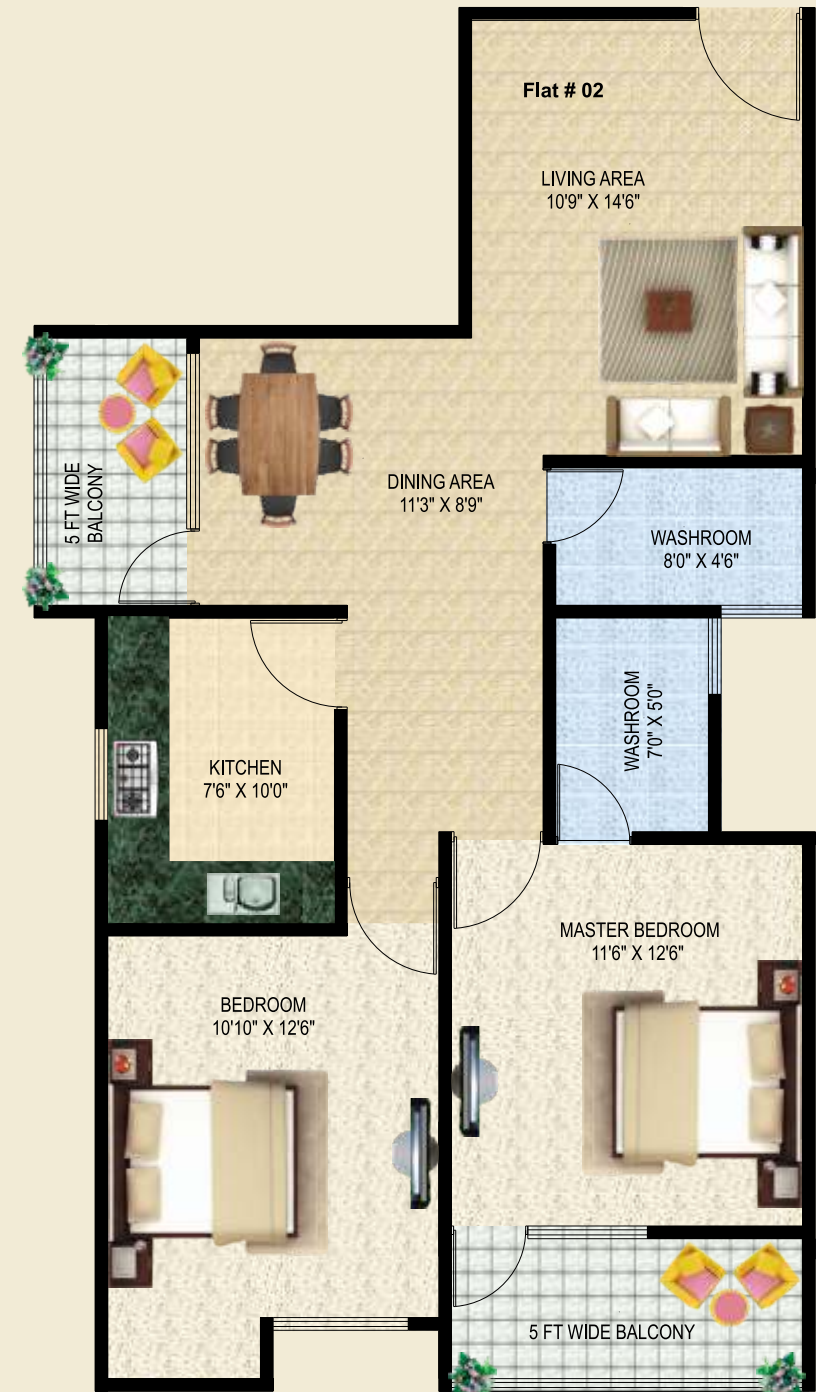 Flat # 02
LIVING AREA
10'9" X 14'6"
5 FT WIDE
BALCONY
DINING AREA
11'3" X 8'9"
WASHROOM
8'0" X 4'6"
WASHROOM
7'0" X 5'0"
KITCHEN
7'6" X 10'0"
MASTER BEDROOM
11'6" X 12'6"
BEDROOM
10'10" X 12'6"
5 FT WIDE BALCONY